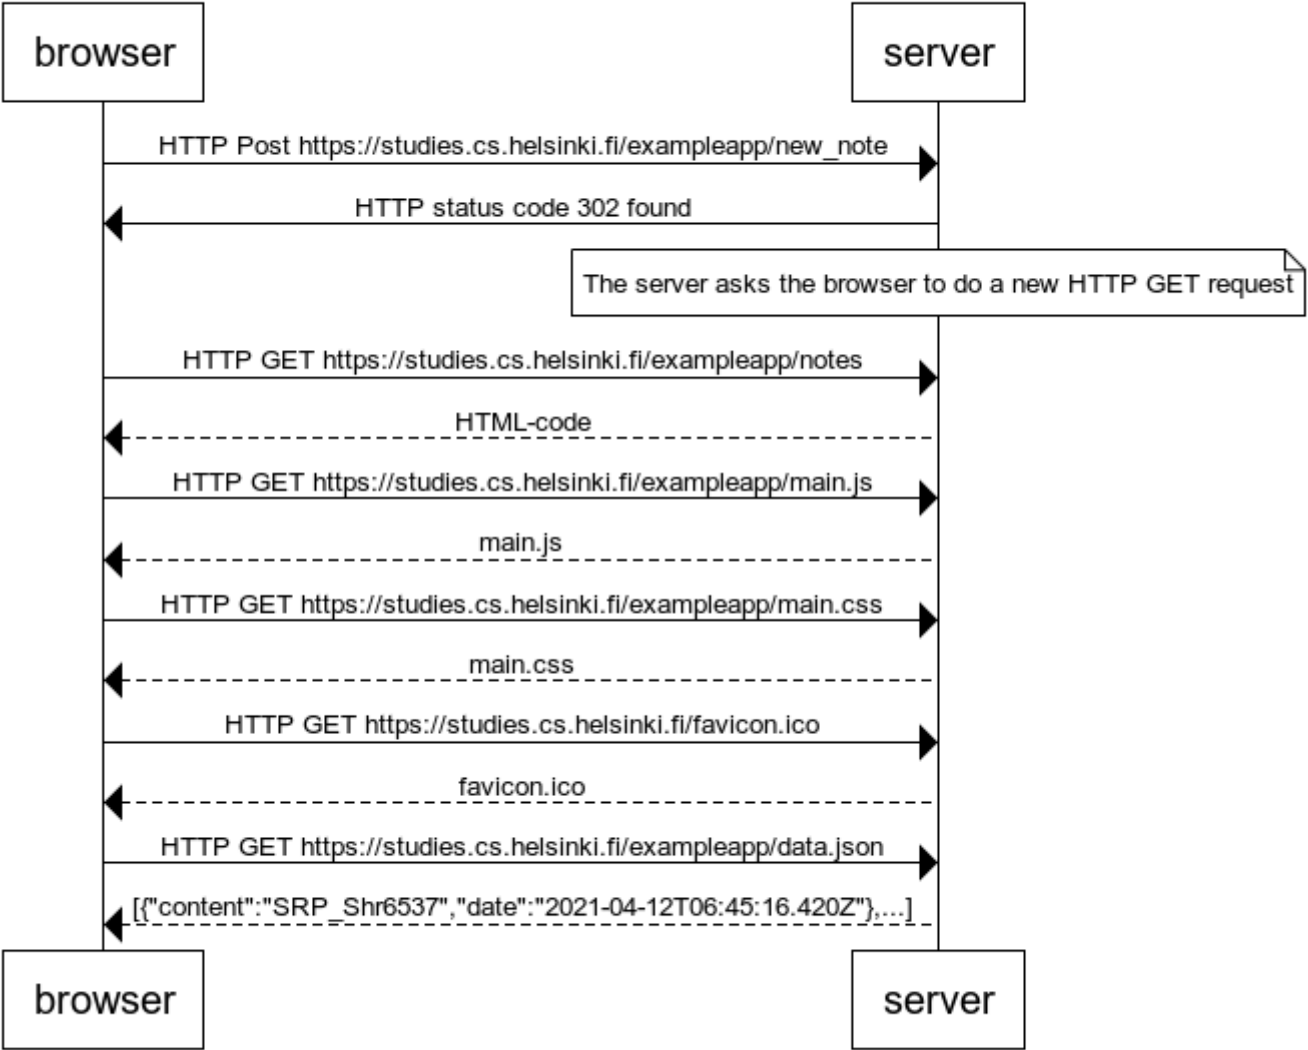 browser
server
HTTP Post https://studies.cs.helsinki.fi/exampleapp/new_note
HTTP status code 302 found
The server asks the browser to do a new HTTP GET request
HTTP GET https://studies.cs.helsinki.fi/exampleapp/notes
HTML-code
HTTP GET https://studies.cs.helsinki.fi/exampleapp/main.js
main.js
HTTP GET https://studies.cs.helsinki.fi/exampleapp/main.css
main.css
HTTP GET https://studies.cs.helsinki.fi/favicon.ico
favicon.ico
HTTP GET https://studies.cs.helsinki.fi/exampleapp/data.json
[{"content":"SRP_Shr6537","date":"2021-04-12T06:45:16.420Z"},...]
browser
server